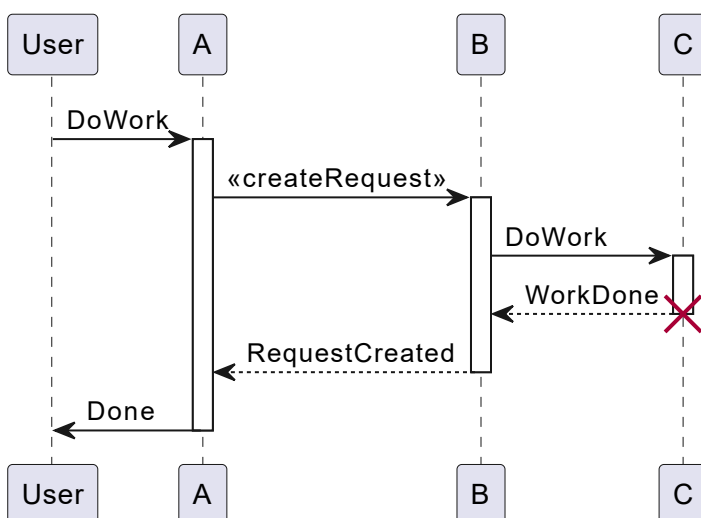 User A B C
DoWork
«createRequest»
DoWork
WorkDone
RequestCreated
Done
User A B C